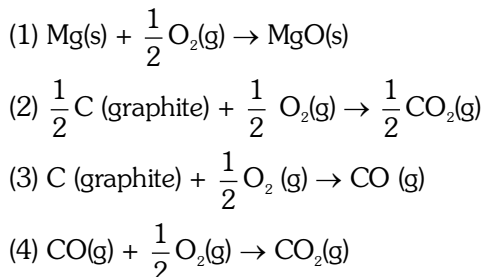 (1) Mg(s) + 1/2 O₂(g) → MgO(s)
(2) 1/2 C (graphite) + 1/2 O₂(g) → 1/2 CO₂(g)
(3) C (graphite) + 1/2 O₂ (g) → CO (g)
(4) CO(g) + 1/2 O₂(g) → CO₂(g)